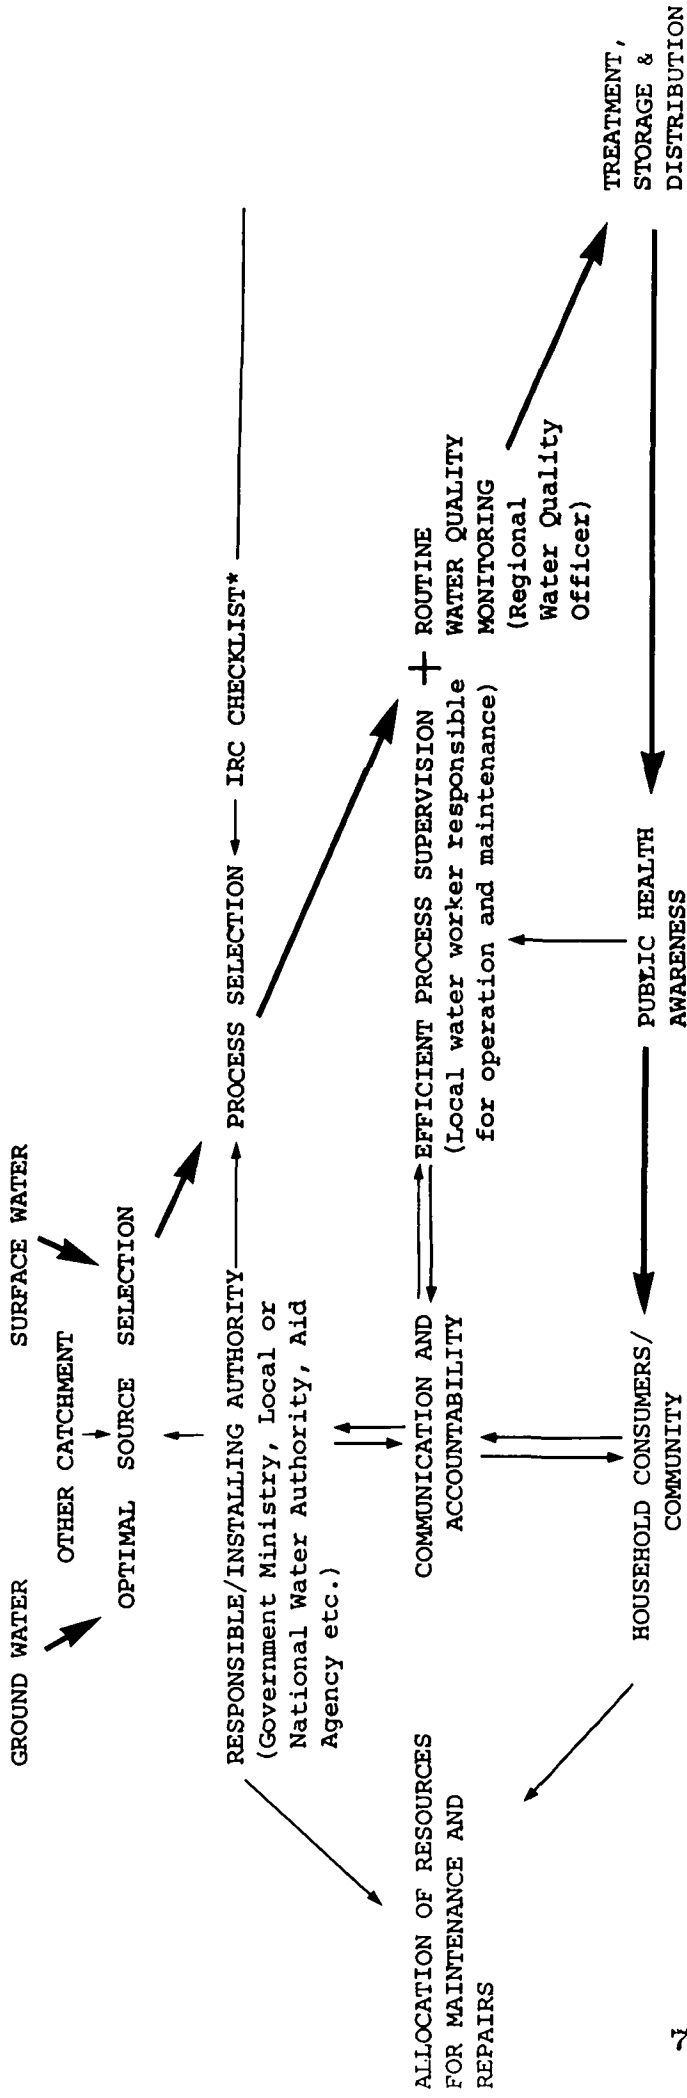 GROUND WATER
SURFACE WATER
OTHER CATCHMENT
OPTIMAL SOURCE SELECTION
RESPONSIBLE/INSTALLING AUTHORITY
(Government Ministry, Local or
National Water Authority, Aid
Agency etc.)
PROCESS SELECTION
IRC CHECKLIST*
ALLOCATION OF RESOURCES
FOR MAINTENANCE AND
REPAIRS
COMMUNICATION AND
ACCOUNTABILITY
EFFICIENT PROCESS SUPERVISION
(Local water worker responsible
for operation and maintenance)
+
ROUTINE
WATER QUALITY
MONITORING
(Regional
Water Quality
Officer)
HOUSEHOLD CONSUMERS/
COMMUNITY
PUBLIC HEALTH
AWARENESS
TREATMENT,
STORAGE &
DISTRIBUTION
7